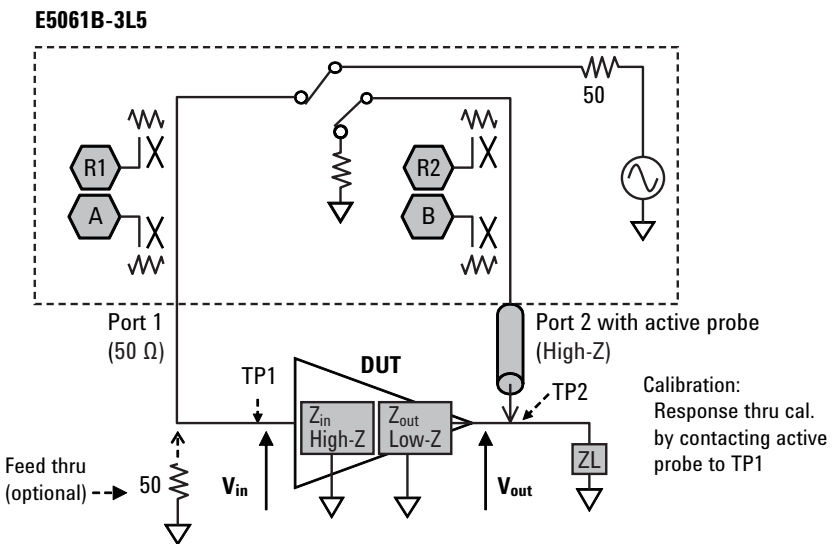 E5061B-3L5
50
R1
R2
A
B
Port 1
(50 Ω)
Port 2 with active probe
(High-Z)
DUT
TP1
TP2
Calibration:
Response thru cal.
by contacting active
probe to TP1
Zin
High-Z
Zout
Low-Z
ZL
Feed thru
(optional)
50
Vin
Vout